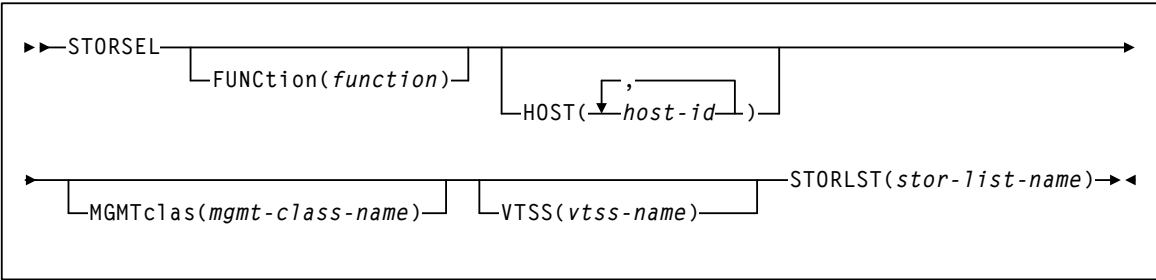 STORSEL
FUNCtion(function)
,
HOST( host-id )
STORLST(stor-list-name)
MGMTclas(mgmt-class-name) VTSS(vtss-name)